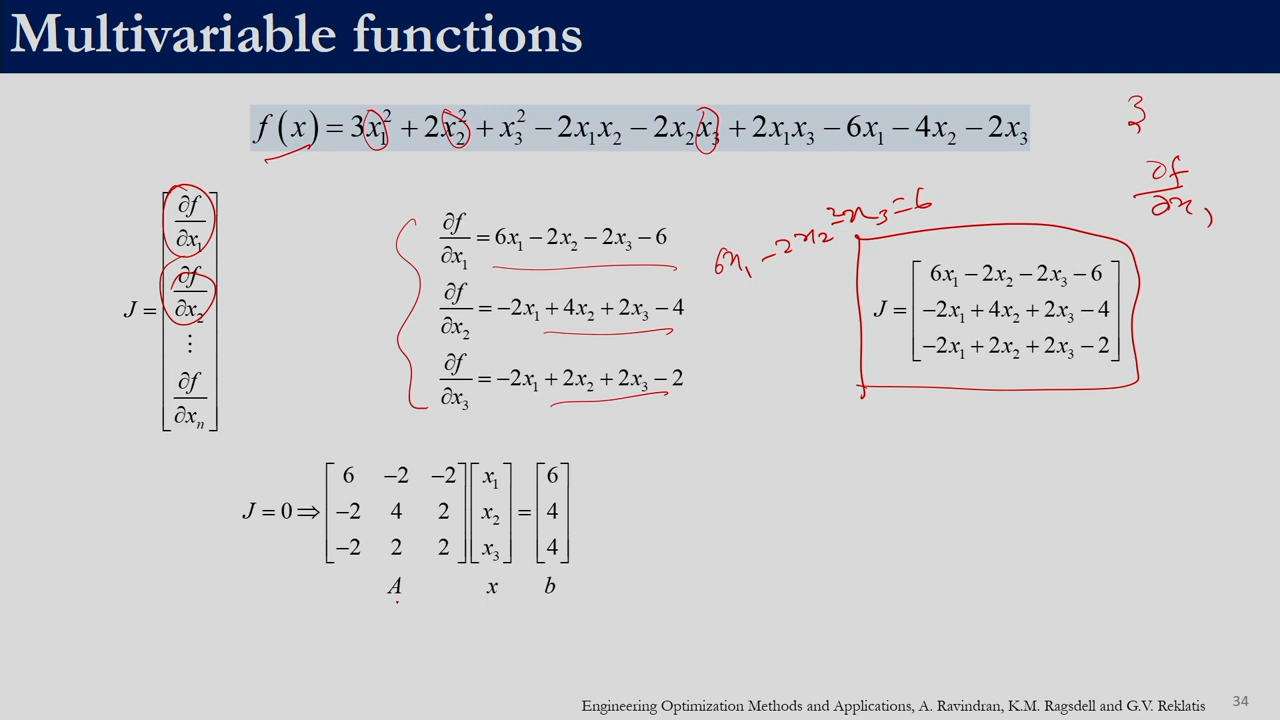 Multivariable functions
f(x) = 3x₁² + 2x₂² + x₃² − 2x₁x₂ − 2x₂x₃ + 2x₁x₃ − 6x₁ − 4x₂ − 2x₃
3
∂f/∂x₁
J = [∂f/∂x₁ ∂f/∂x₂ ⋮ ∂f/∂xₙ]
∂f/∂x₁ = 6x₁ − 2x₂ − 2x₃ − 6
∂f/∂x₂ = −2x₁ + 4x₂ + 2x₃ − 4
∂f/∂x₃ = −2x₁ + 2x₂ + 2x₃ − 2
6x₁ − 2x₂ − 2x₃ = 6
J = [6x₁ − 2x₂ − 2x₃ − 6
−2x₁ + 4x₂ + 2x₃ − 4
−2x₁ + 2x₂ + 2x₃ − 2]
J = 0 ⇒ [6 −2 −2; −2 4 2; −2 2 2] [x₁; x₂; x₃] = [6; 4; 4]
A x b
Engineering Optimization Methods and Applications, A. Ravindran, K.M. Ragsdell and G.V. Reklatis
34